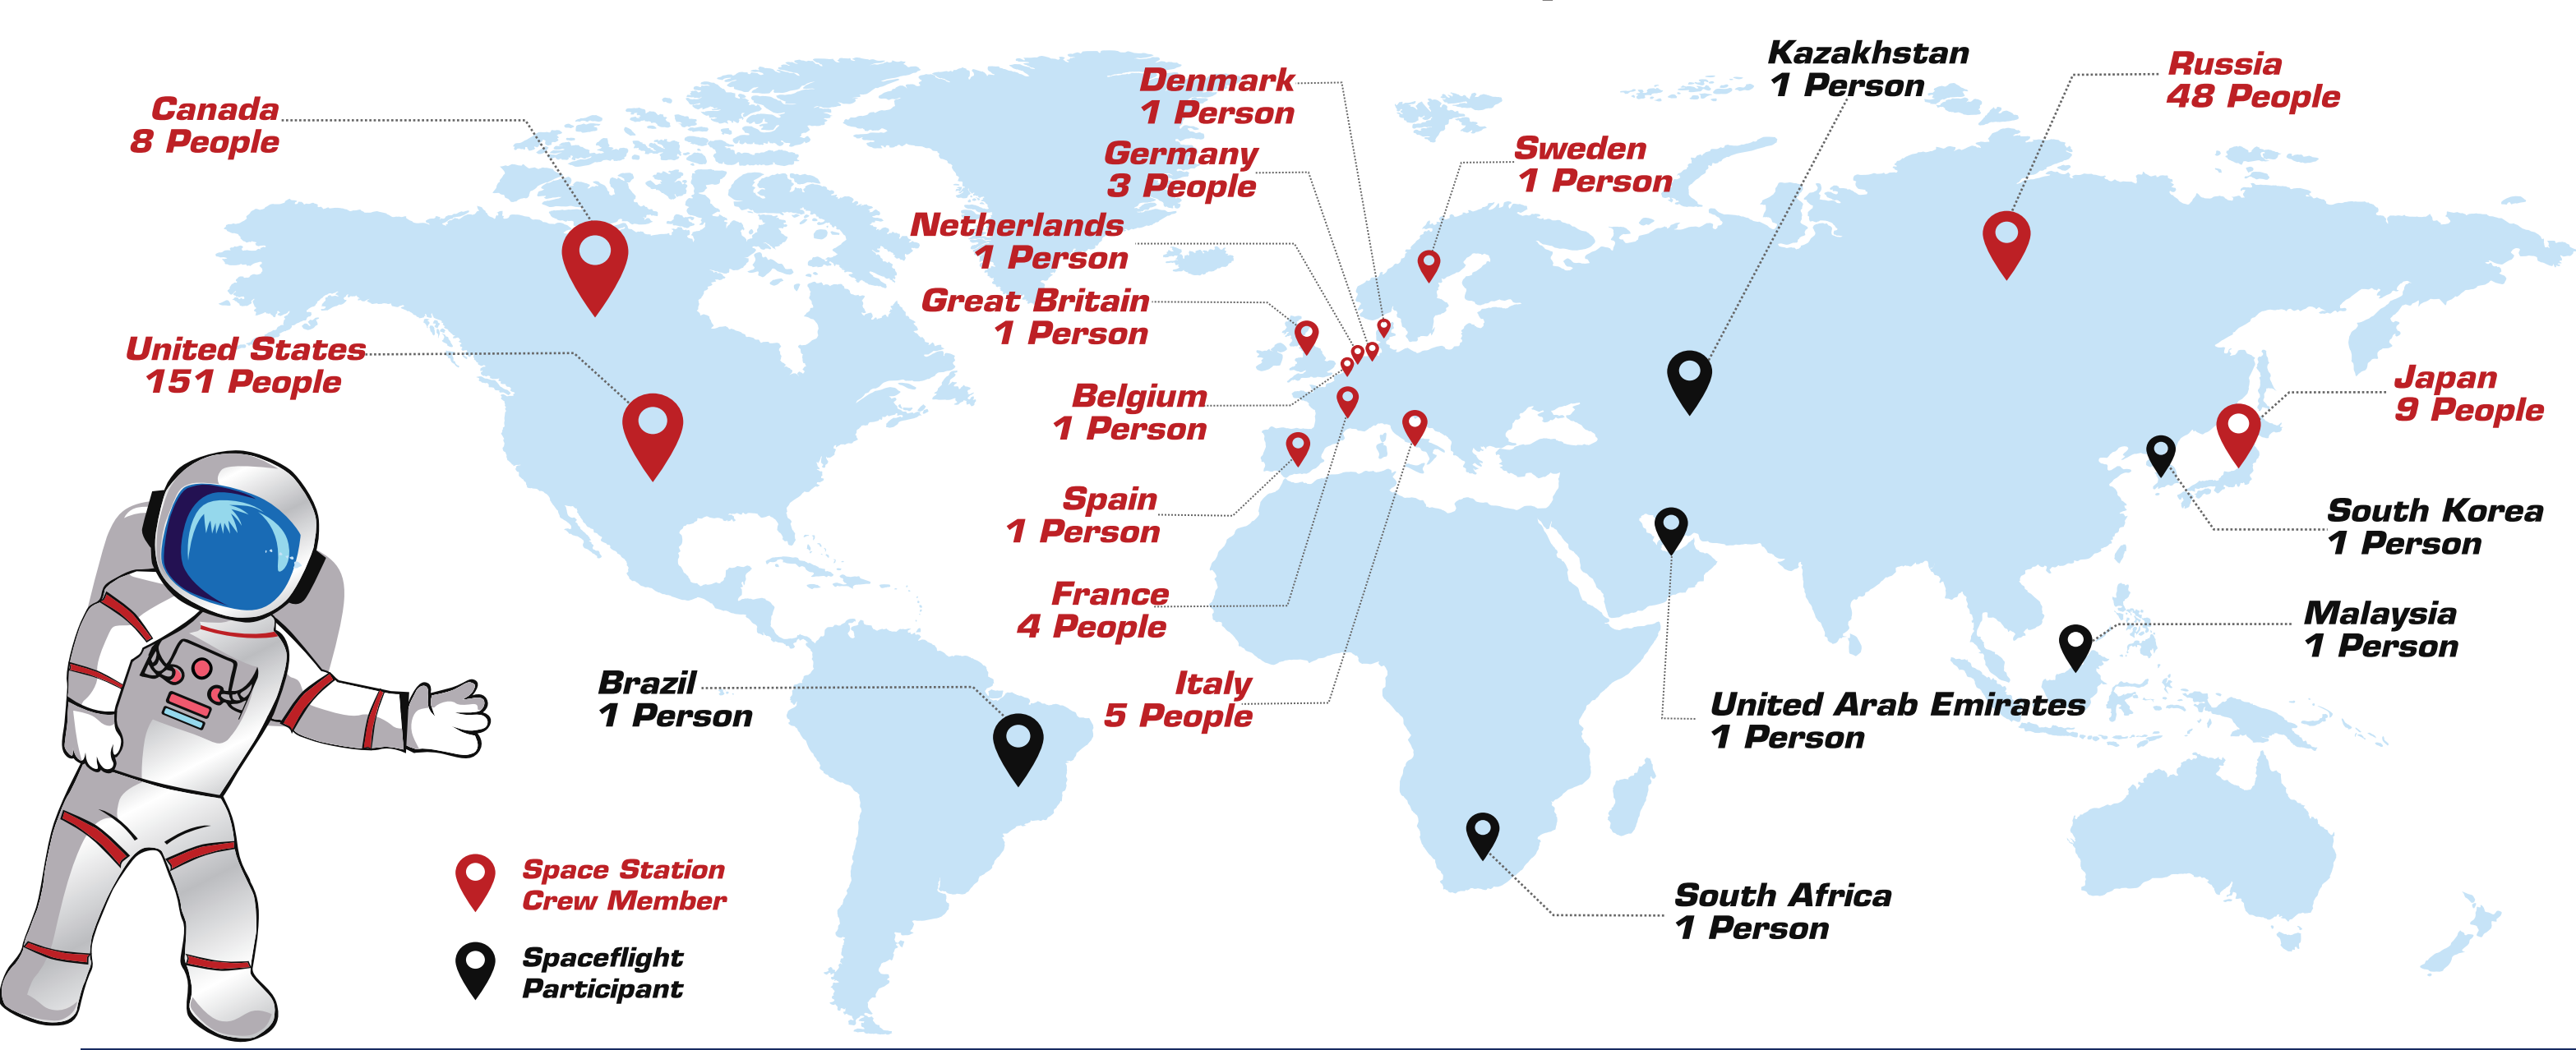 Canada
8 People
United States
151 People
Denmark
1 Person
Germany
3 People
Netherlands
1 Person
Great Britain
1 Person
Belgium
1 Person
Spain
1 Person
France
4 People
Italy
5 People
Brazil
1 Person
Sweden
1 Person
Kazakhstan
1 Person
Russia
48 People
Japan
9 People
South Korea
1 Person
Malaysia
1 Person
United Arab Emirates
1 Person
South Africa
1 Person
Space Station
Crew Member
Spaceflight
Participant